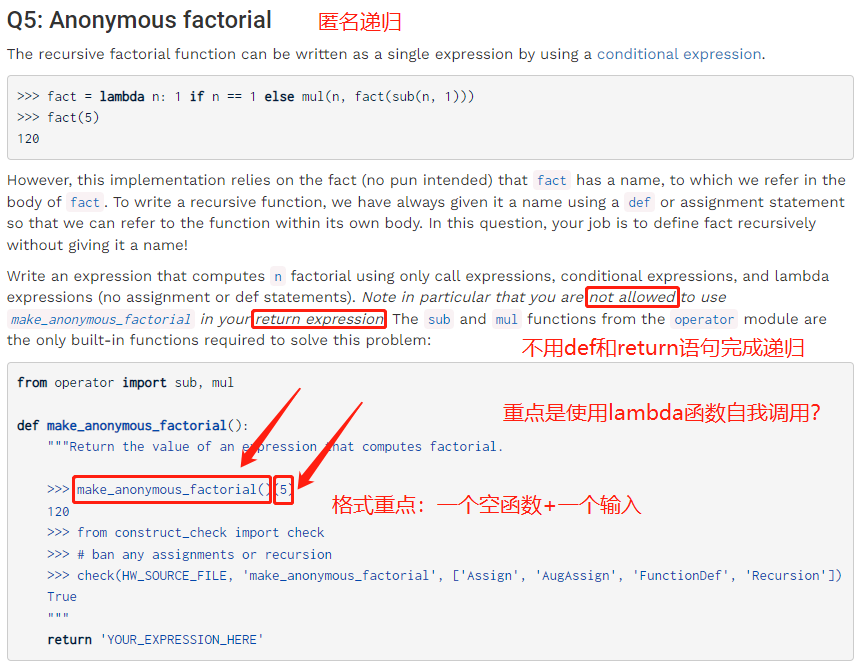 Q5: Anonymous factorial 匿名递归
The recursive factorial function can be written as a single expression by using a conditional expression.
>>> fact = lambda n: 1 if n == 1 else mul(n, fact(sub(n, 1)))
>>> fact(5)
120
However, this implementation relies on the fact (no pun intended) that fact has a name, to which we refer in the
body of fact. To write a recursive function, we have always given it a name using a def or assignment statement
so that we can refer to the function within its own body. In this question, your job is to define fact recursively
without giving it a name!
Write an expression that computes n factorial using only call expressions, conditional expressions, and lambda
expressions (no assignment or def statements). Note in particular that you are not allowed to use
make_anonymous_factorial in your return expression. The sub and mul functions from the operator module are
the only built-in functions required to solve this problem:
不用def和return语句完成递归
from operator import sub, mul
重点是使用lambda函数自我调用?
def make_anonymous_factorial():
"""Return the value of an expression that computes factorial.
>>> make_anonymous_factorial()(5)
格式重点：一个空函数+一个输入
120
>>> from construct_check import check
>>> # ban any assignments or recursion
>>> check(HW_SOURCE_FILE, 'make_anonymous_factorial', ['Assign', 'AugAssign', 'FunctionDef', 'Recursion'])
True
"""
return 'YOUR_EXPRESSION_HERE'